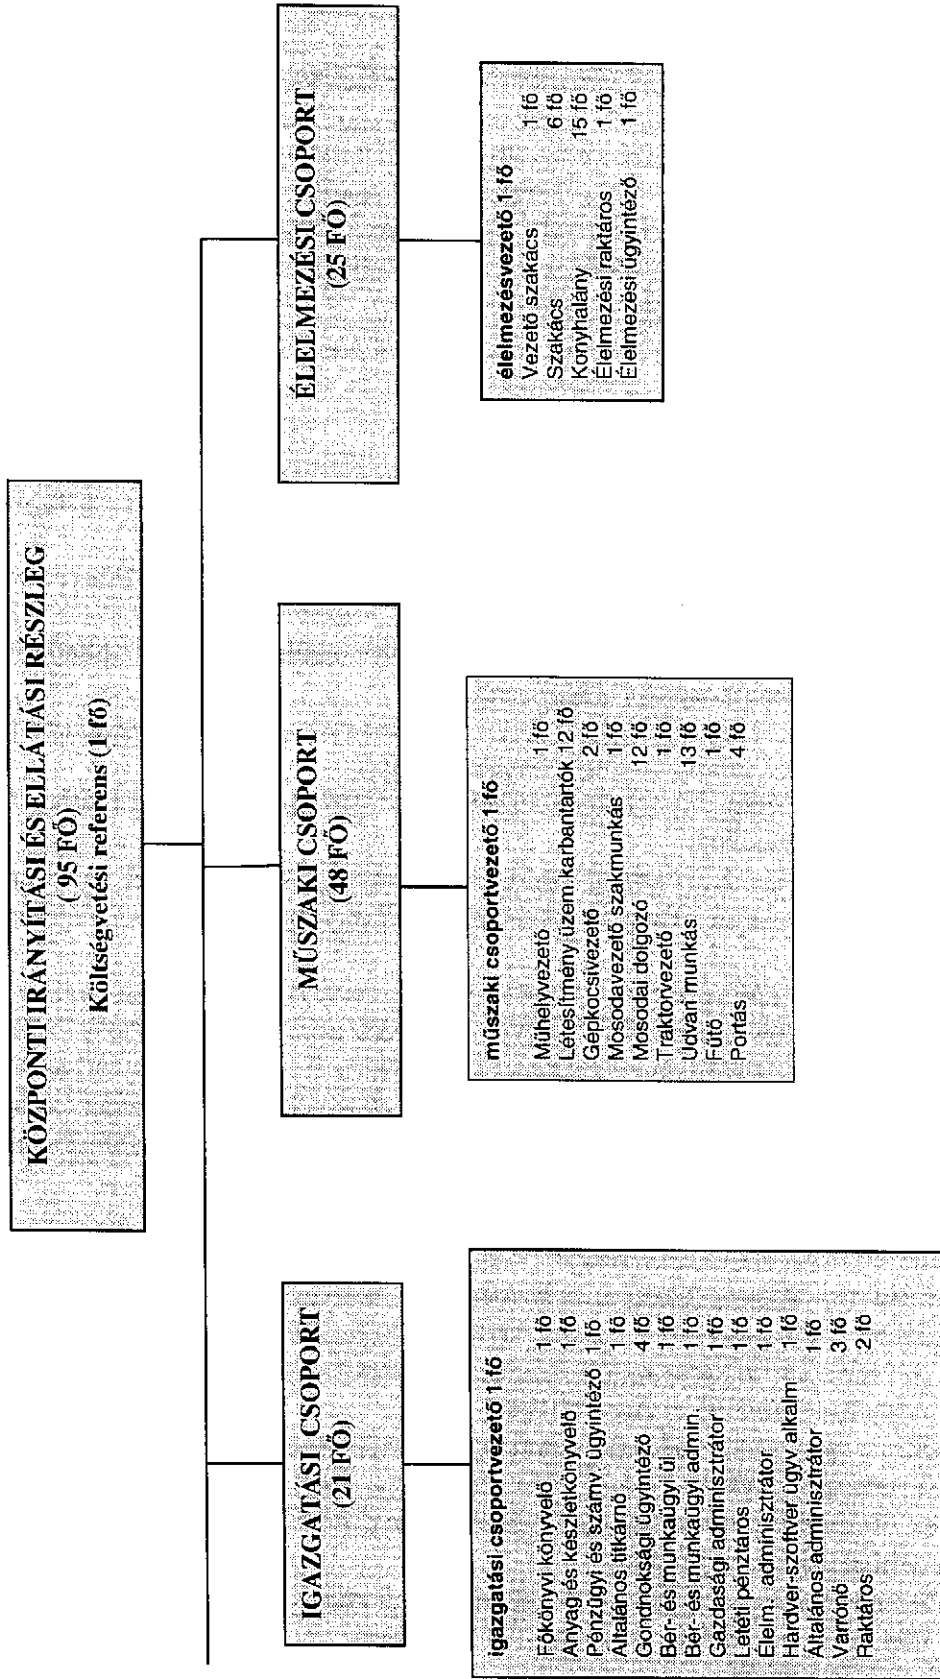 KÖZPONTI IRÁNYÍTÁSI ÉS ELLÁTÁSI RÉSZLEG
( 95 FŐ)
Költségvetési referens (1 fő)
IGAZGATÁSI CSOPORT
(21 FŐ)
MŰSZAKI CSOPORT
(48 FŐ)
ÉLELMEZÉSI CSOPORT
(25 FŐ)
igazgatási csoportvezető 1 fő
Főkönyvi könyvelő 1 fő
Anyag és készletkönyvelő 1 fő
Pénzügyi és számv. ügyintéző 1 fő
Általános titkárnő 1 fő
Gondnoksági ügyintéző 4 fő
Bér- és munkaügyi üi. 1 fő
Bér- és munkaügyi admin. 1 fő
Gazdasági adminisztrátor 1 fő
Letéti pénztáros 1 fő
Élelm. adminisztrátor 1 fő
Hardver-szoftver ügyv alkalm 1 fő
Általános adminisztrátor 1 fő
Varrónő 3 fő
Raktáros 2 fő
műszaki csoportvezető 1 fő
Műhelyvezető 1 fő
Létesítmény üzem.karbantartók 12 fő
Gépkocsivezető 2 fő
Mosodavezető szakmunkás 1 fő
Mosodai dolgozó 12 fő
Traktorvezető 1 fő
Udvari munkás 13 fő
Fűtő 1 fő
Portás 4 fő
élelmezésvezető 1 fő
Vezető szakács 1 fő
Szakács 6 fő
Konyhalány 15 fő
Élelmezési raktáros 1 fő
Élelmezési ügyintéző 1 fő